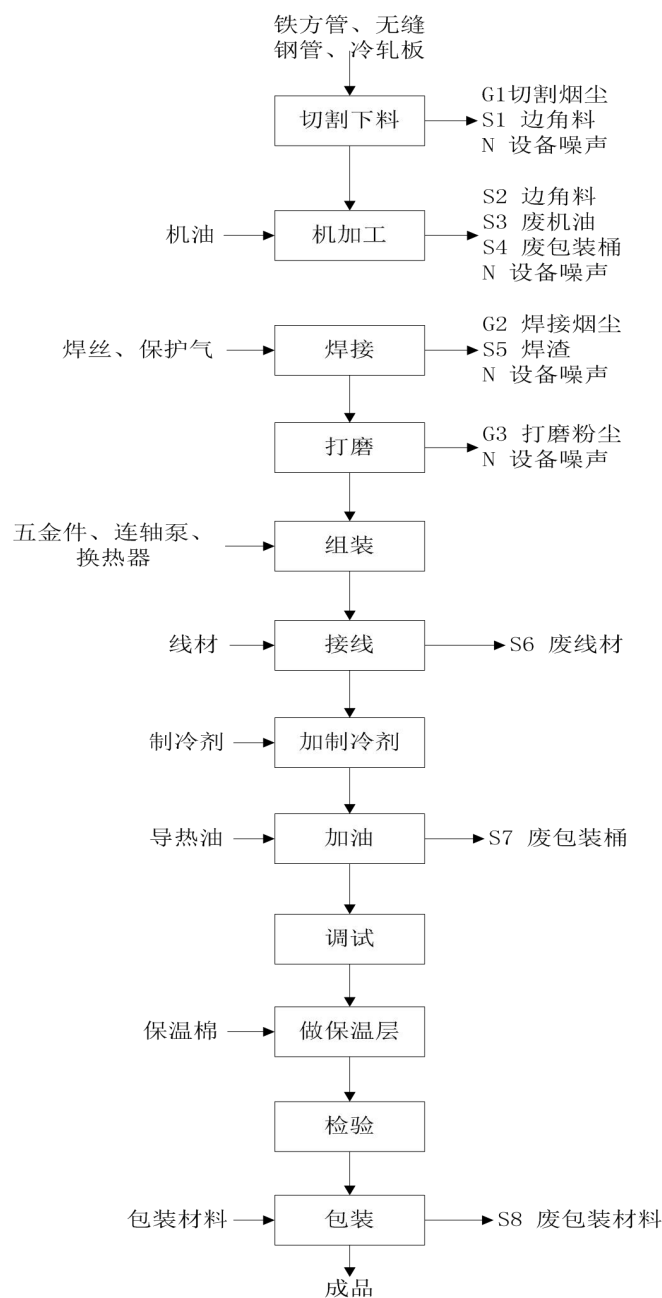 铁方管、无缝
钢管、冷轧板
切割下料
G1切割烟尘
S1 边角料
N 设备噪声
机油
机加工
S2 边角料
S3 废机油
S4 废包装桶
N 设备噪声
焊丝、保护气
焊接
G2 焊接烟尘
S5 焊渣
N 设备噪声
打磨
G3 打磨粉尘
N 设备噪声
五金件、连轴泵、
换热器
组装
线材
接线
S6 废线材
制冷剂
加制冷剂
导热油
加油
S7 废包装桶
调试
保温棉
做保温层
检验
包装材料
包装
S8 废包装材料
成品